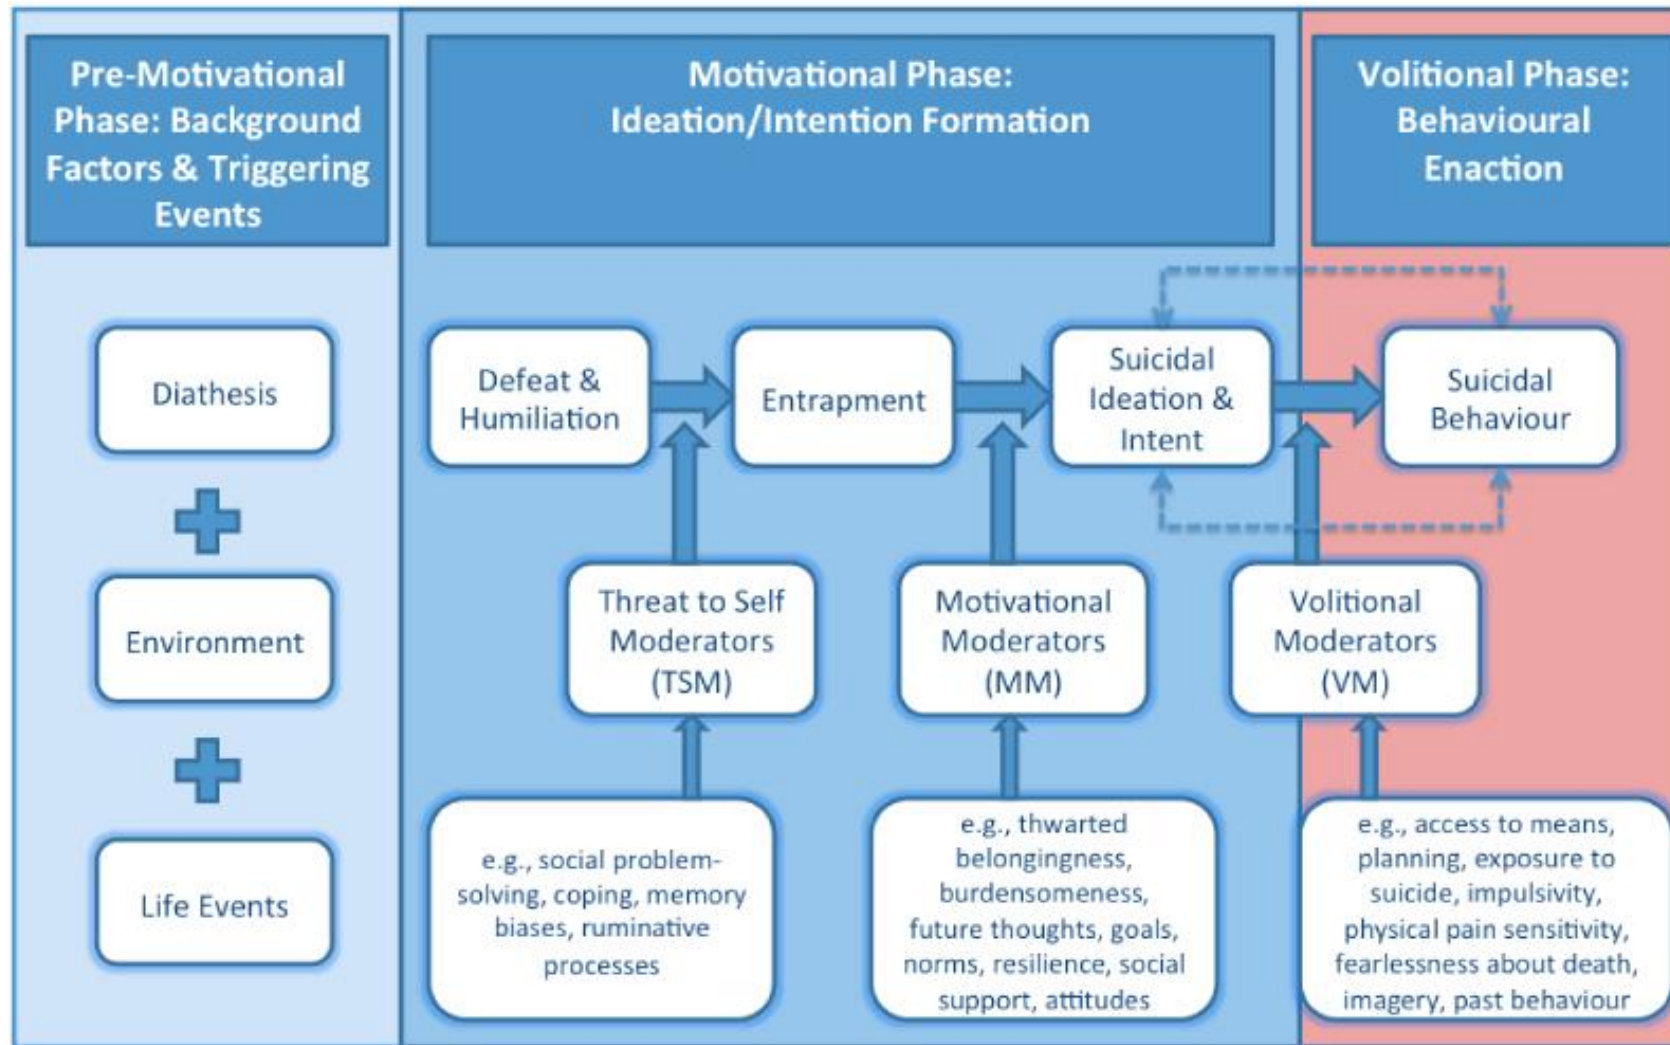 Pre-Motivational
Phase: Background
Factors & Triggering
Events
Motivational Phase:
Ideation/Intention Formation
Volitional Phase:
Behavioural
Enaction
Diathesis
Environment
Life Events
Defeat &
Humiliation
Entrapment
Suicidal
Ideation &
Intent
Suicidal
Behaviour
Threat to Self
Moderators
(TSM)
Motivational
Moderators
(MM)
Volitional
Moderators
(VM)
e.g., social problem-
solving, coping, memory
biases, ruminative
processes
e.g., thwarted
belongingness,
burdensomeness,
future thoughts, goals,
norms, resilience, social
support, attitudes
e.g., access to means,
planning, exposure to
suicide, impulsivity,
physical pain sensitivity,
fearlessness about death,
imagery, past behaviour